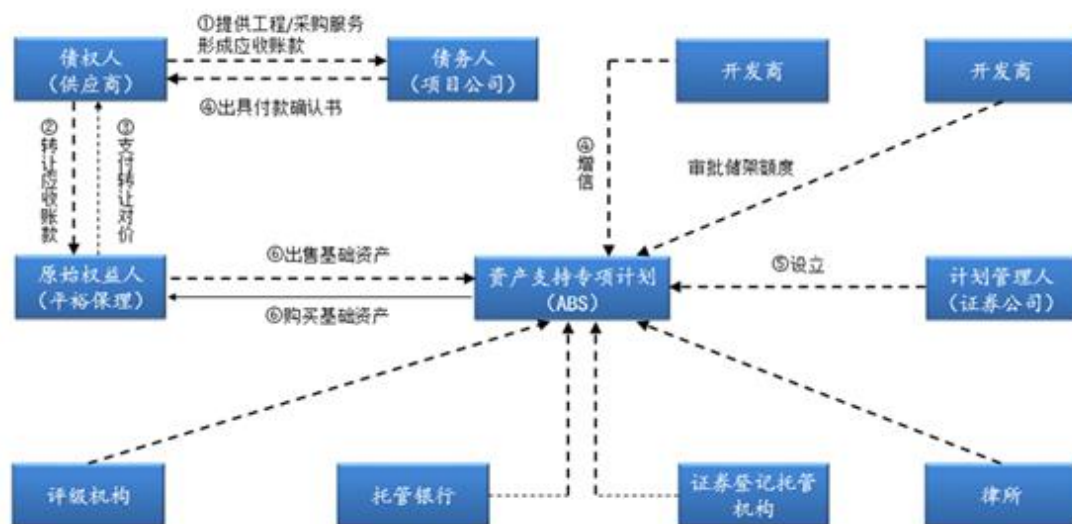 ①提供工程/采购服务
形成应收账款
债权人
（供应商）
债务人
（项目公司）
④出具付款确认书
开发商
开发商
②转让应收账款
③支付转让对价
④增信
审批储架额度
原始权益人
（平裕保理）
⑥出售基础资产
⑥购买基础资产
资产支持专项计划
（ABS）
⑤设立
计划管理人
（证券公司）
评级机构
托管银行
证券登记托管
机构
律所